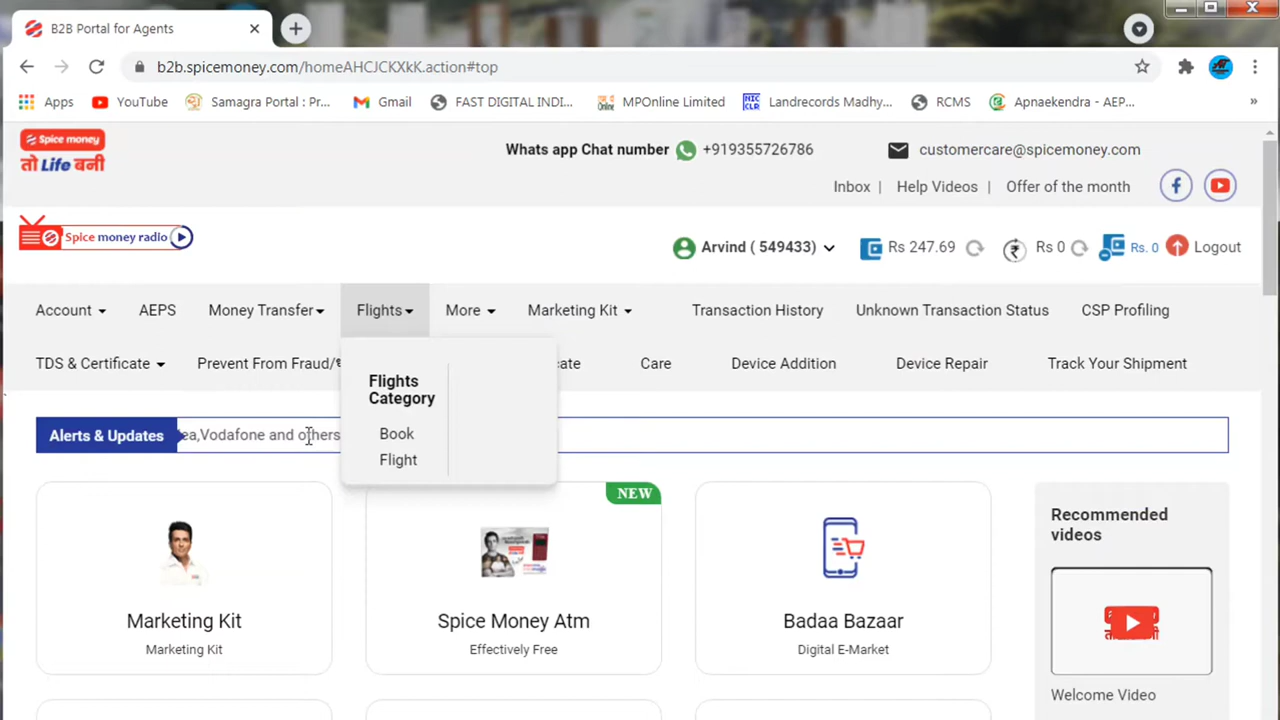 B2B Portal for Agents
b2b.spicemoney.com/homeAHCJCKXkK.action#top
Apps YouTube Samagra Portal : Pr... Gmail FAST DIGITAL INDI... MPOnline Limited NIC CLR Landrecords Madhy... RCMS Apnaekendra - AEP... »
Spice money
तो Life बनी
Whats app Chat number +919355726786 customercare@spicemoney.com
Inbox | Help Videos | Offer of the month
Spice money radio
Arvind ( 549433) Rs 247.69 Rs 0 Rs. 0 Logout
Account AEPS Money Transfer Flights More Marketing Kit Transaction History Unknown Transaction Status CSP Profiling
TDS & Certificate Prevent From Fraud/ Care Device Addition Device Repair Track Your Shipment
Flights
Category
Book
Flight
Alerts & Updates ea,Vodafone and others
NEW
Marketing Kit
Marketing Kit
Spice Money Atm
Effectively Free
Badaa Bazaar
Digital E-Market
Recommended
videos
Welcome Video